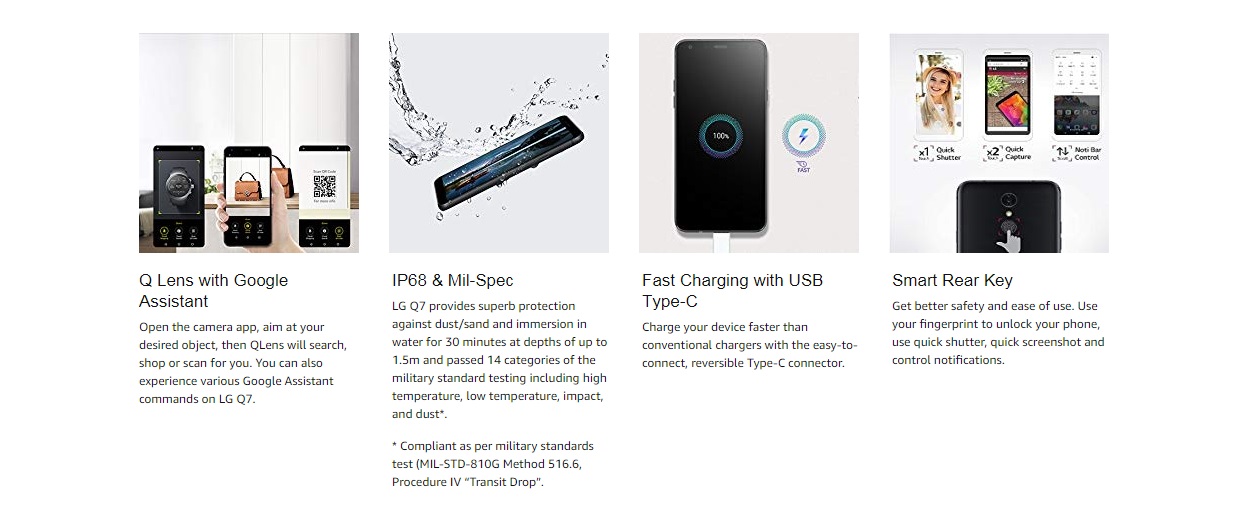 Scan QR Code
For more info
100%
FAST
x1 Quick
Touch Shutter
x2 Quick
Touch Capture
Noti Bar
Scroll Control
Q Lens with Google
Assistant
Open the camera app, aim at your
desired object, then QLens will search,
shop or scan for you. You can also
experience various Google Assistant
commands on LG Q7.
IP68 & Mil-Spec
LG Q7 provides superb protection
against dust/sand and immersion in
water for 30 minutes at depths of up to
1.5m and passed 14 categories of the
military standard testing including high
temperature, low temperature, impact,
and dust*.
* Compliant as per military standards
test (MIL-STD-810G Method 516.6,
Procedure IV “Transit Drop”.
Fast Charging with USB
Type-C
Charge your device faster than
conventional chargers with the easy-to-
connect, reversible Type-C connector.
Smart Rear Key
Get better safety and ease of use. Use
your fingerprint to unlock your phone,
use quick shutter, quick screenshot and
control notifications.